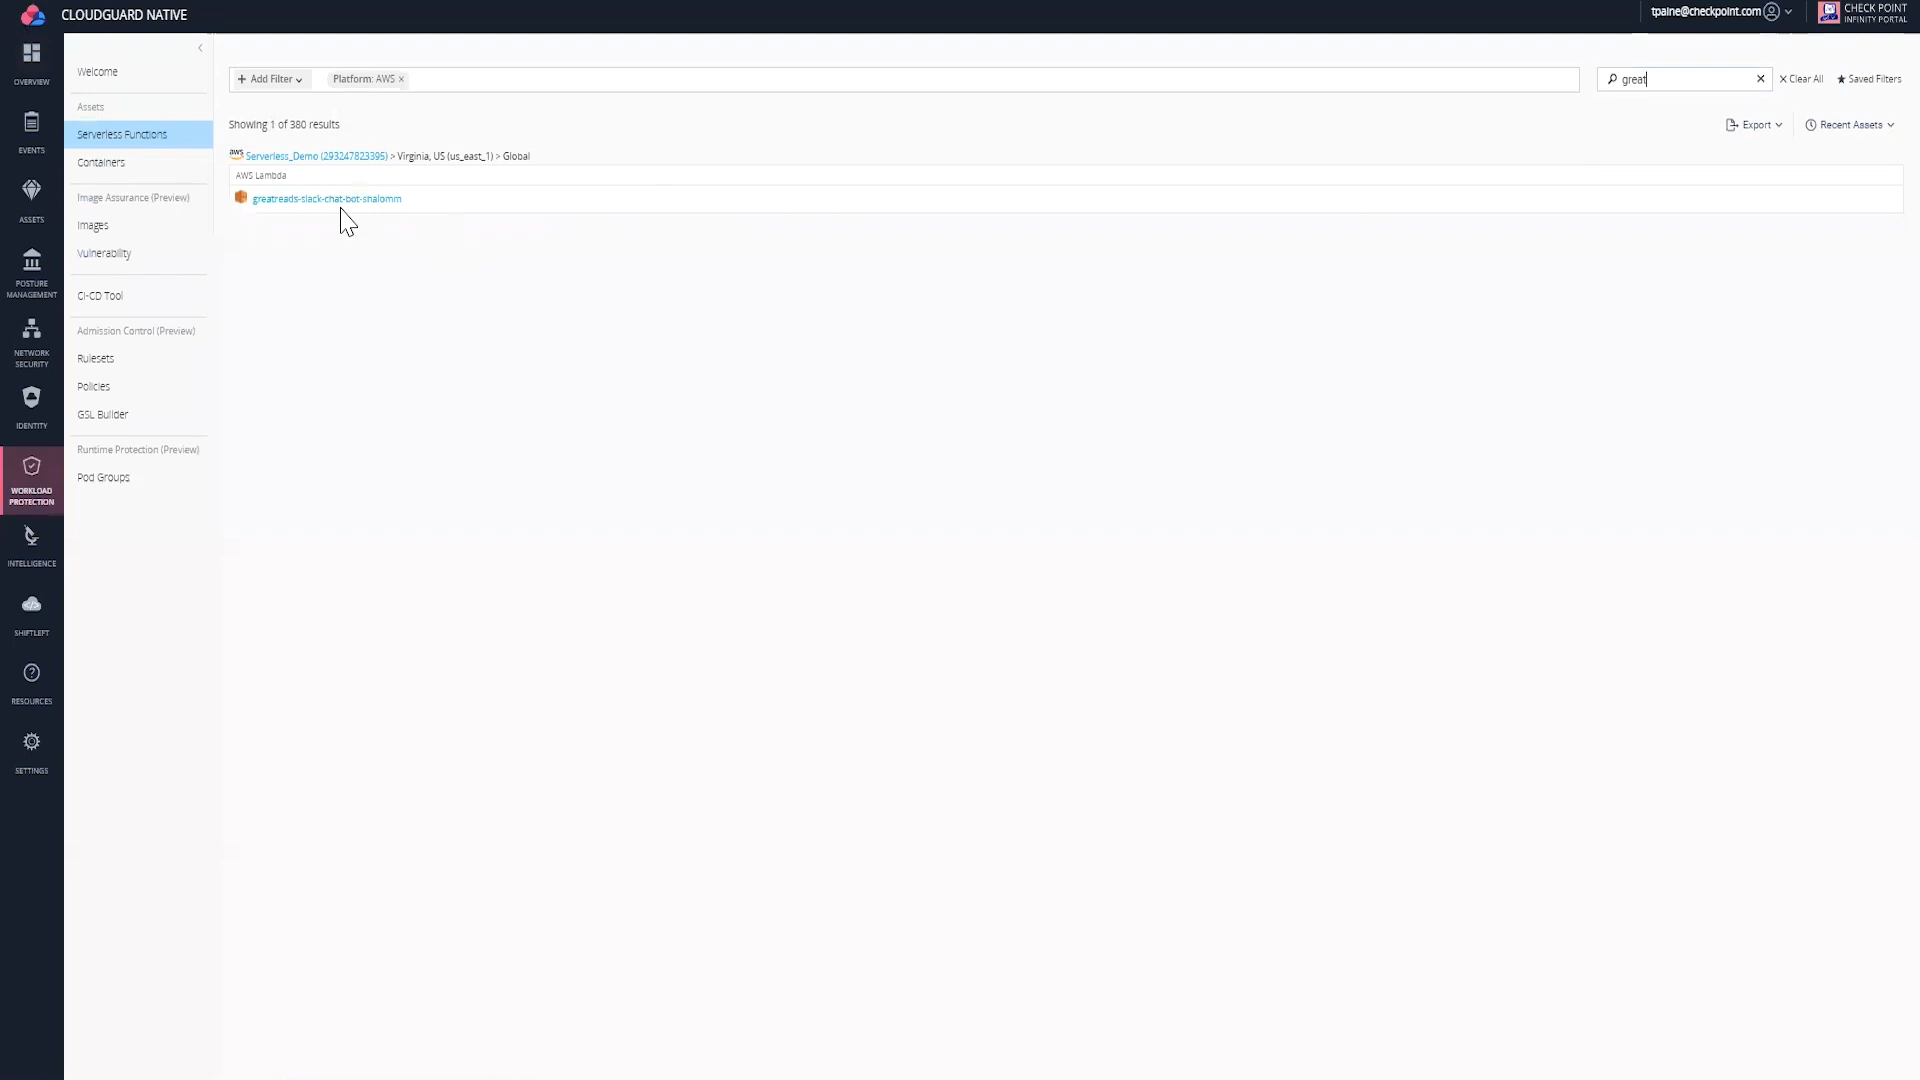 CLOUDGUARD NATIVE
tpaine@checkpoint.com
CHECK POINT
INFINITY PORTAL
OVERVIEW
EVENTS
ASSETS
POSTURE
MANAGEMENT
NETWORK
SECURITY
IDENTITY
WORKLOAD
PROTECTION
INTELLIGENCE
SHIFTLEFT
RESOURCES
SETTINGS
Welcome
Assets
Serverless Functions
Containers
Image Assurance (Preview)
Images
Vulnerability
CI-CD Tool
Admission Control (Preview)
Rulesets
Policies
GSL Builder
Runtime Protection (Preview)
Pod Groups
Add Filter
Platform: AWS
great
Clear All
Saved Filters
Showing 1 of 380 results
Export
Recent Assets
aws Serverless_Demo (293247823395) > Virginia, US (us_east_1) > Global
AWS Lambda
greatreads-slack-chat-bot-shalomm